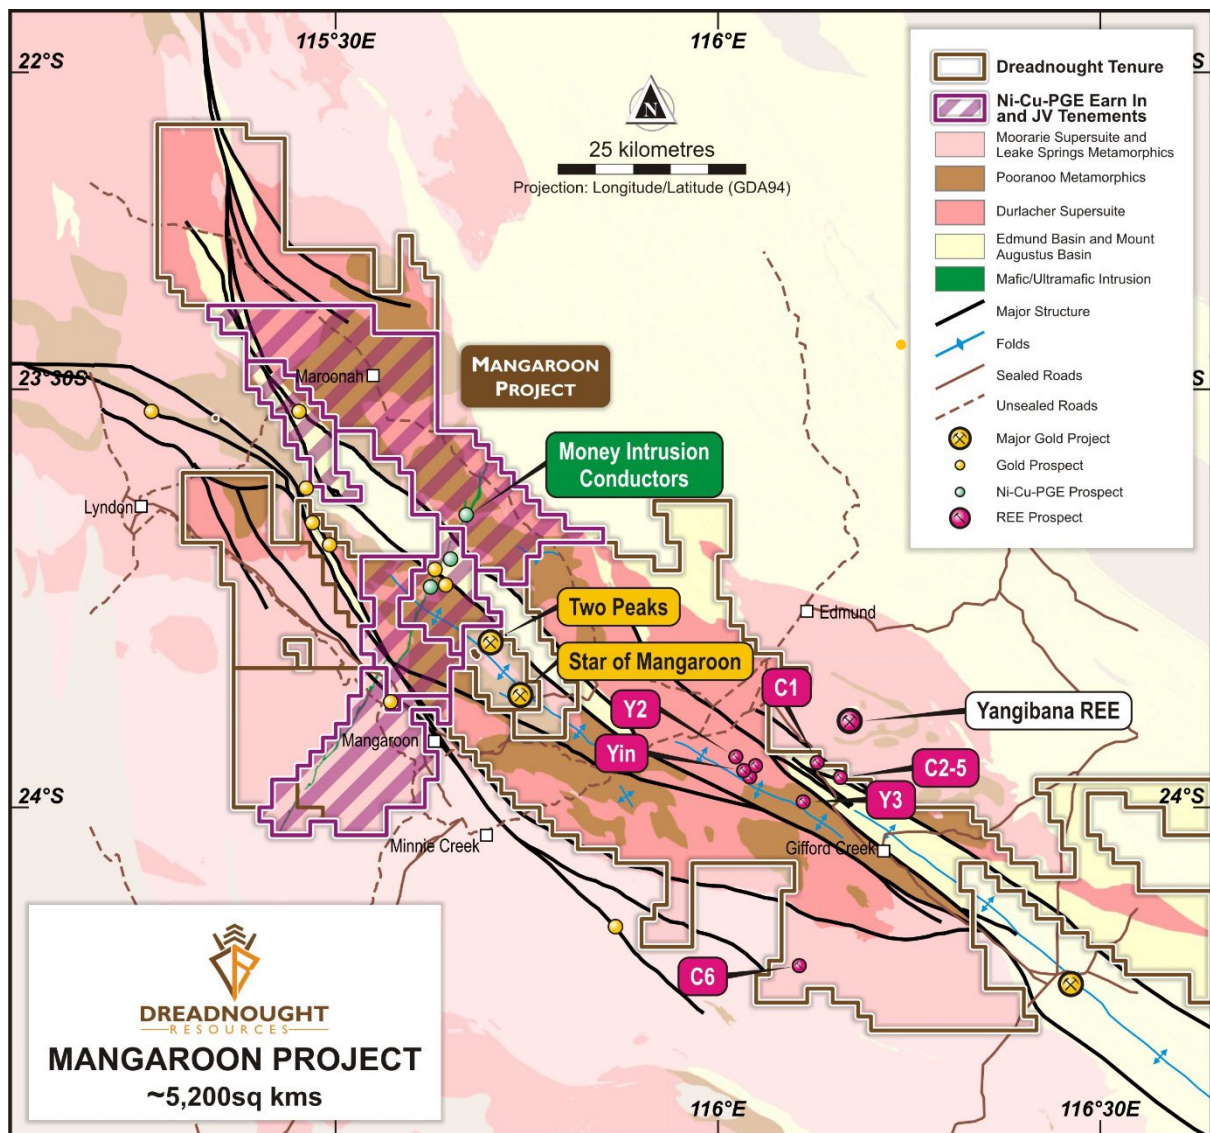 115°30'E
116°E
22°S
S
N
25 kilometres
Projection: Longitude/Latitude (GDA94)
Dreadnought Tenure
Ni-Cu-PGE Earn In
and JV Tenements
Moorarie Supersuite and
Leake Springs Metamorphics
Pooranoo Metamorphics
Durlacher Supersuite
Edmund Basin and Mount
Augustus Basin
Mafic/Ultramafic Intrusion
Major Structure
Folds
Sealed Roads
Unsealed Roads
Major Gold Project
Gold Prospect
Ni-Cu-PGE Prospect
REE Prospect
23°30'S
S
Maroonah
MANGAROON
PROJECT
Money Intrusion
Conductors
Lyndon
Two Peaks
Edmund
Star of Mangaroon
C1
Y2
Yangibana REE
Mangaroon
Yin
C2-5
Y3
24°S
24°S
Minnie Creek
Gifford Creek
C6
DREADNOUGHT
RESOURCES
MANGAROON PROJECT
~5,200sq kms
116°E
116°30'E